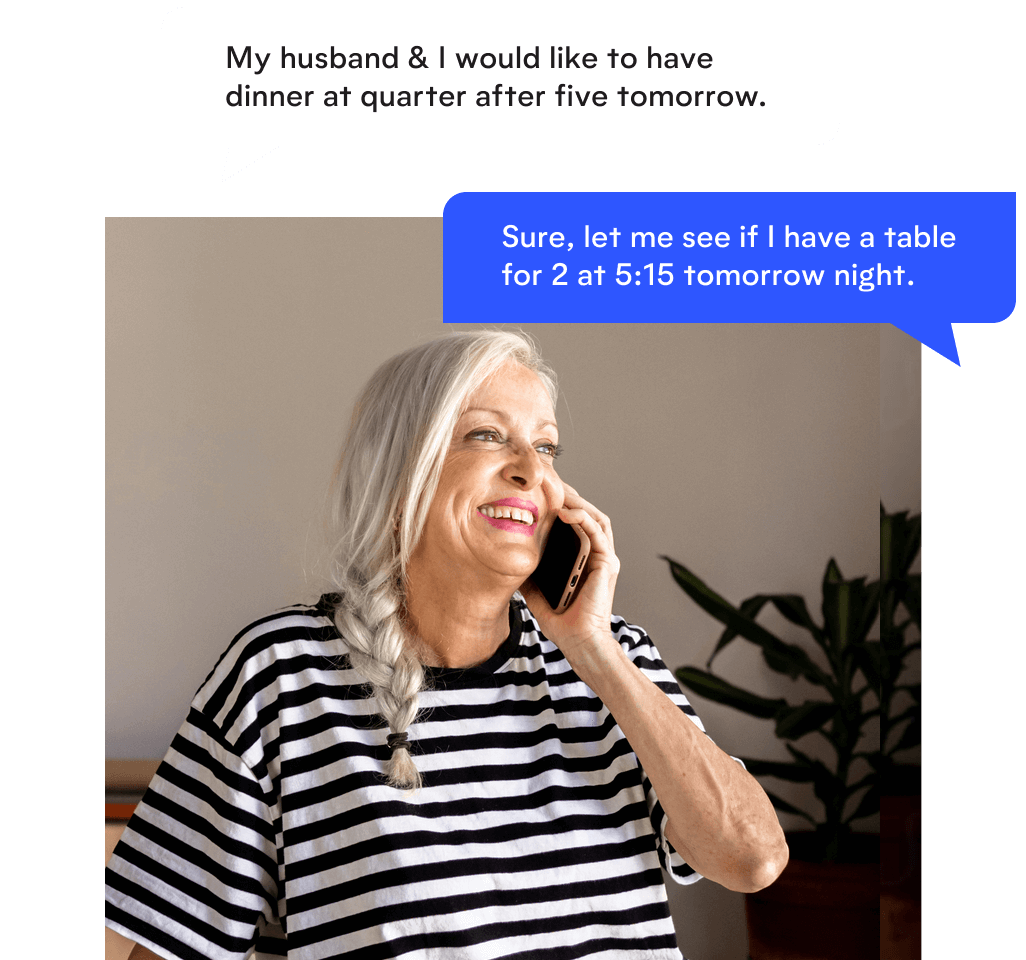 My husband & I would like to have
dinner at quarter after five tomorrow.
Sure, let me see if I have a table
for 2 at 5:15 tomorrow night.